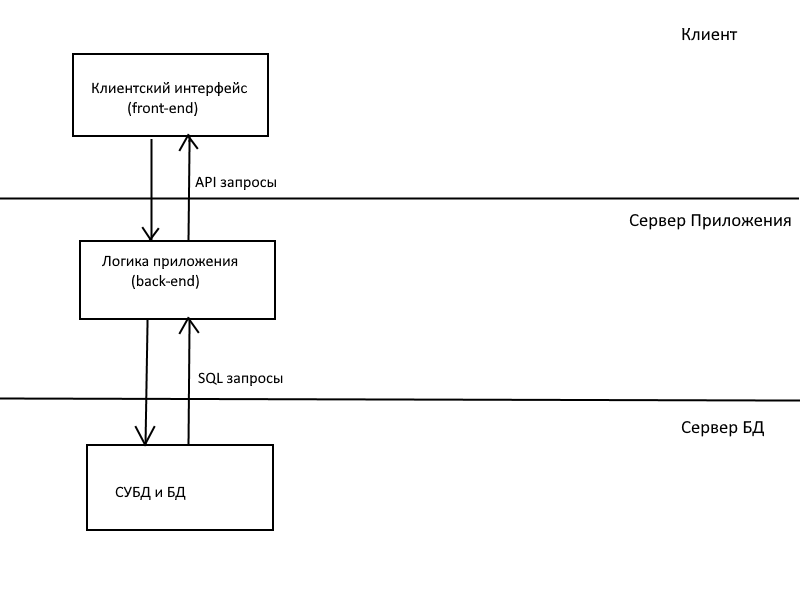 Клиент
Клиентский интерфейс
(front-end)
API запросы
Сервер Приложения
Логика приложения
(back-end)
SQL запросы
Сервер БД
СУБД и БД